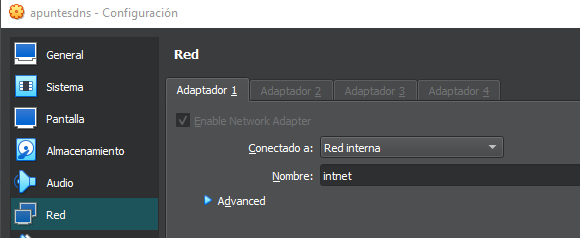 apuntesdns - Configuración
General
Sistema
Pantalla
Almacenamiento
Audio
Red
Red
Adaptador 1 Adaptador 2 Adaptador 3 Adaptador 4
Enable Network Adapter
Conectado a: Red interna
Nombre: intnet
Advanced